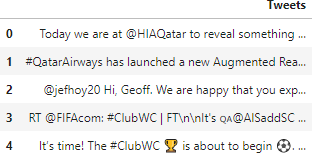 Tweets
0 Today we are at @HIAQatar to reveal something ...
1 #QatarAirways has launched a new Augmented Rea...
2 @jefhoy20 Hi, Geoff. We are happy that you exp...
3 RT @FIFAcom: #ClubWC | FT\n\nIt's 🇶🇦@AlSaddSC ...
4 It's time! The #ClubWC 🏆 is about to begin ⚽. ...